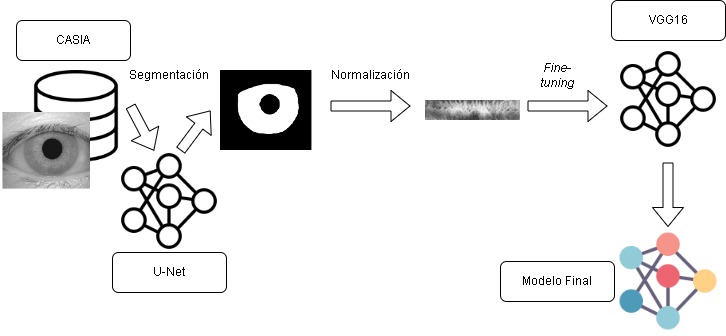 CASIA
Segmentación
U-Net
Normalización
Fine-
tuning
VGG16
Modelo Final